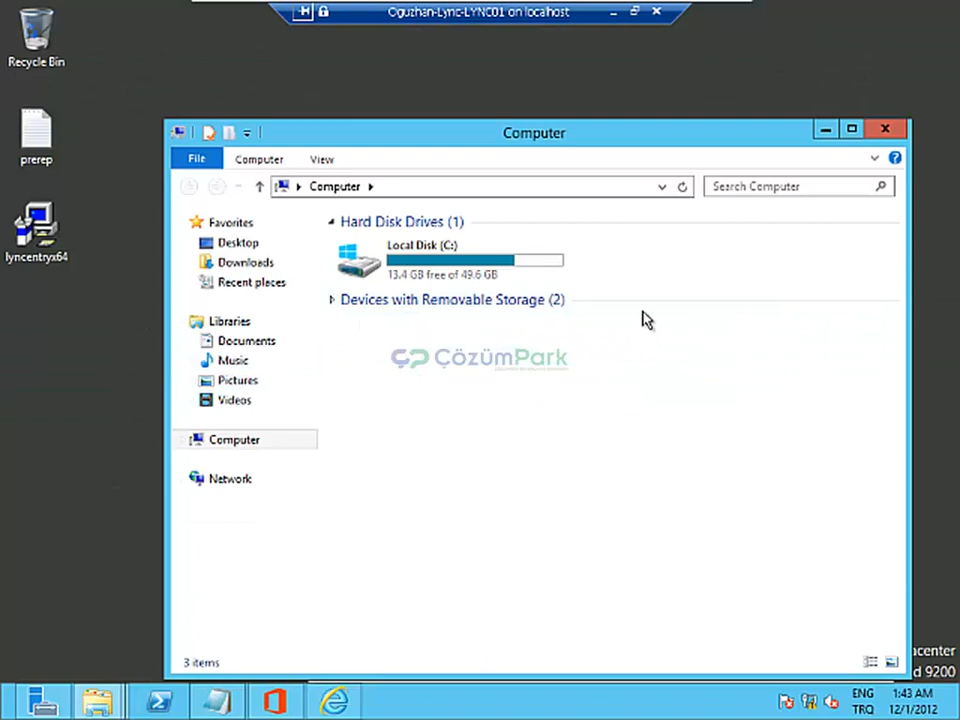 Oguzhan-Lync-LYNC01 on localhost
Recycle Bin
prerep
lyncentryx64
Computer
File
Computer
View
Computer
Search Computer
Favorites
Desktop
Downloads
Recent places
Libraries
Documents
Music
Pictures
Videos
Computer
Network
Hard Disk Drives (1)
Local Disk (C:)
13.4 GB free of 49.6 GB
Devices with Removable Storage (2)
ÇP ÇözümPark
3 items
acenter
d 9200
ENG
TRQ
1:43 AM
12/1/2012